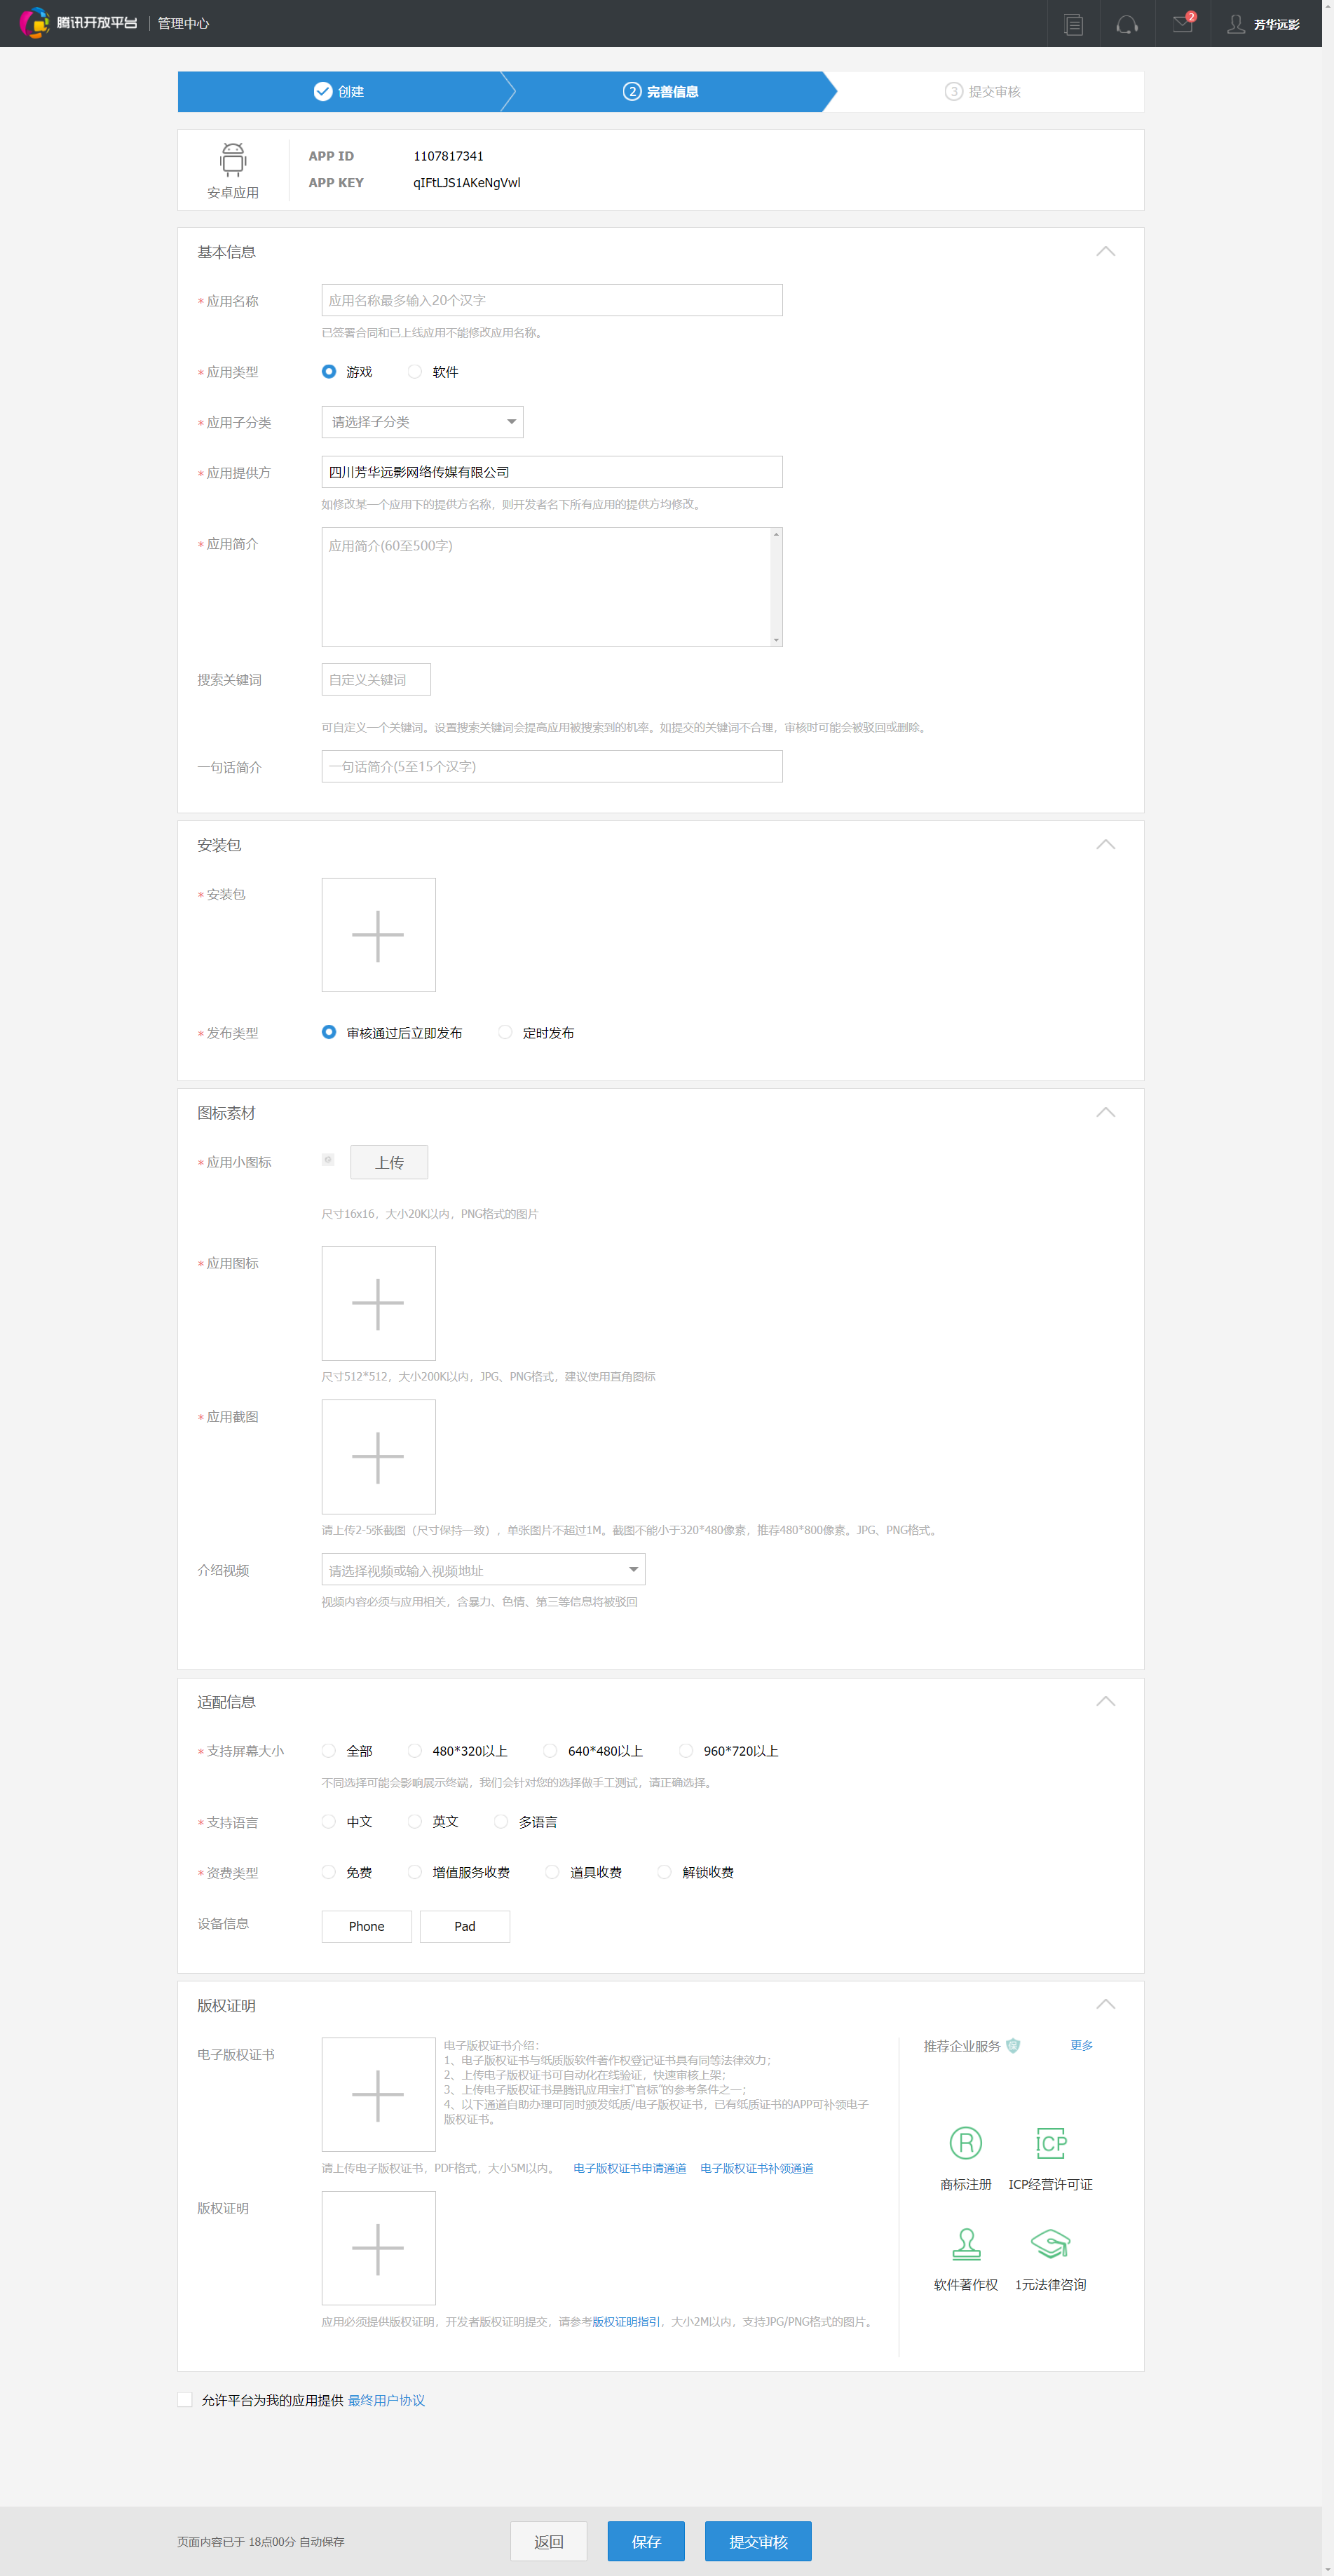 腾讯开放平台 管理中心 2 芳华远影
创建 2 完善信息 3 提交审核
安卓应用
APP ID 1107817341
APP KEY qIFtLJS1AKeNgVwl
基本信息
*应用名称 应用名称最多输入20个汉字
已签署合同和已上线应用不能修改应用名称。
*应用类型 游戏 软件
*应用子分类 请选择子分类
*应用提供方 四川芳华远影网络传媒有限公司
如修改某一个应用下的提供方名称，则开发者名下所有应用的提供方均修改。
*应用简介 应用简介(60至500字)
搜索关键词 自定义关键词
可自定义一个关键词。设置搜索关键词会提高应用被搜索到的机率。如提交的关键词不合理，审核时可能会被驳回或删除。
一句话简介 一句话简介(5至15个汉字)
安装包
*安装包
*发布类型 审核通过后立即发布 定时发布
图标素材
*应用小图标 上传
尺寸16x16，大小20K以内，PNG格式的图片
*应用图标
尺寸512*512，大小200K以内，JPG、PNG格式，建议使用直角图标
*应用截图
请上传2-5张截图（尺寸保持一致），单张图片不超过1M。截图不能小于320*480像素，推荐480*800像素。JPG、PNG格式。
介绍视频 请选择视频或输入视频地址
视频内容必须与应用相关，含暴力、色情、第三等信息将被驳回
适配信息
*支持屏幕大小 全部 480*320以上 640*480以上 960*720以上
不同选择可能会影响展示终端，我们会针对您的选择做手工测试，请正确选择。
*支持语言 中文 英文 多语言
*资费类型 免费 增值服务收费 道具收费 解锁收费
设备信息 Phone Pad
版权证明
电子版权证书
电子版权证书介绍：
1、电子版权证书与纸质版软件著作权登记证书具有同等法律效力；
2、上传电子版权证书可自动化在线验证，快速审核上架；
3、上传电子版权证书是腾讯应用宝打“官标”的参考条件之一；
4、以下通道自助办理可同时颁发纸质/电子版权证书，已有纸质证书的APP可补领电子
版权证书。
请上传电子版权证书，PDF格式，大小5M以内。 电子版权证书申请通道 电子版权证书补领通道
版权证明
应用必须提供版权证明，开发者版权证明提交，请参考版权证明指引，大小2M以内，支持JPG/PNG格式的图片。
推荐企业服务 更多
R ICP
商标注册 ICP经营许可证
软件著作权 1元法律咨询
允许平台为我的应用提供 最终用户协议
页面内容已于 18点00分 自动保存 返回 保存 提交审核